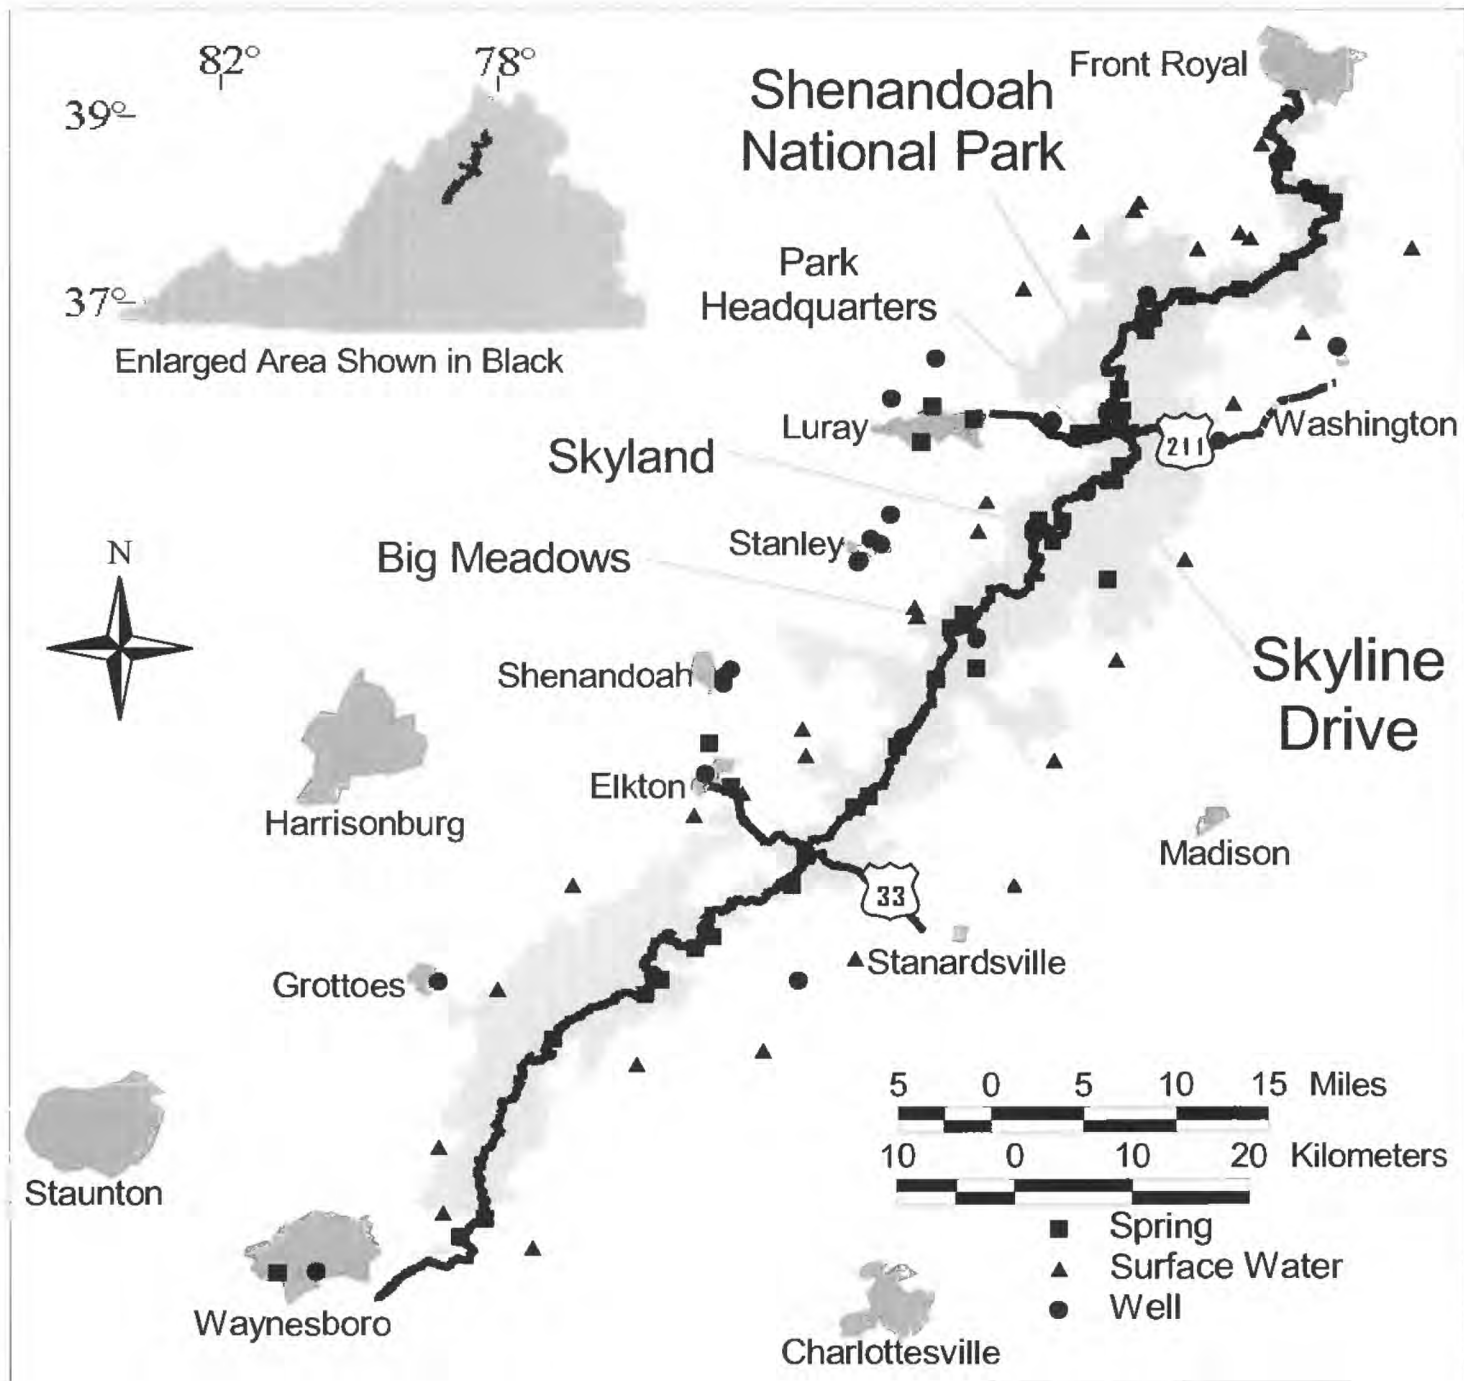 82°
78°
39°
37°
Enlarged Area Shown in Black
Front Royal
Shenandoah
National Park
Park
Headquarters
Luray
211
Washington
Skyland
Stanley
Big Meadows
N
Shenandoah
Skyline
Drive
Elkton
Harrisonburg
Madison
33
Stanardsville
Grottoes
5 0 5 10 15 Miles
10 0 10 20 Kilometers
Staunton
Spring
Surface Water
Well
Waynesboro
Charlottesville